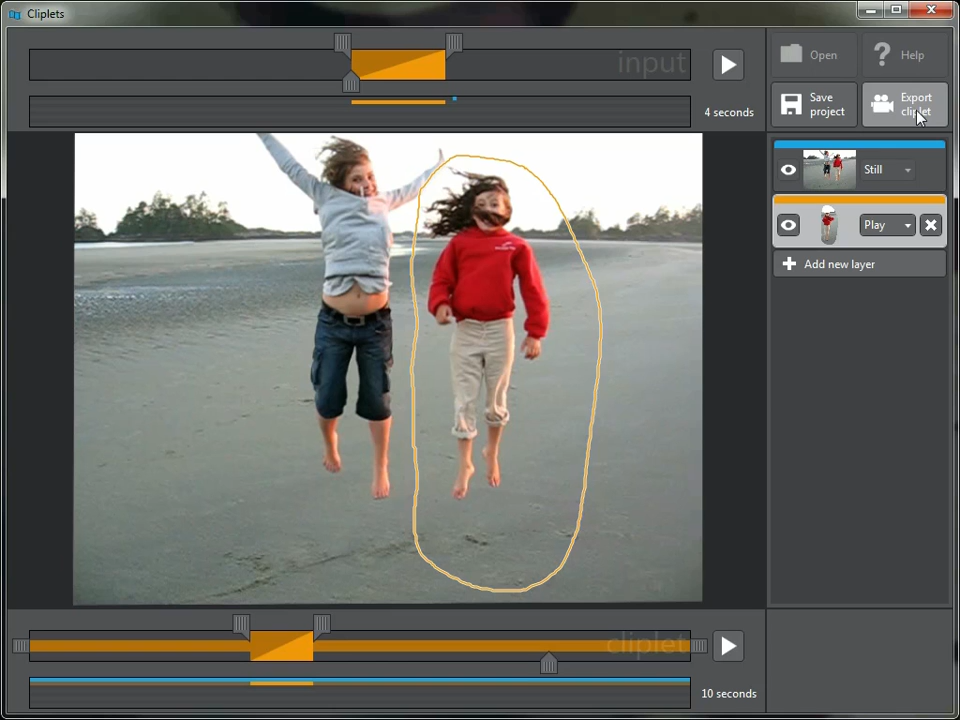 Cliplets
input
Open
Help
4 seconds
Save
project
Export
cliplet
Still
Play
Add new layer
cliplet
10 seconds